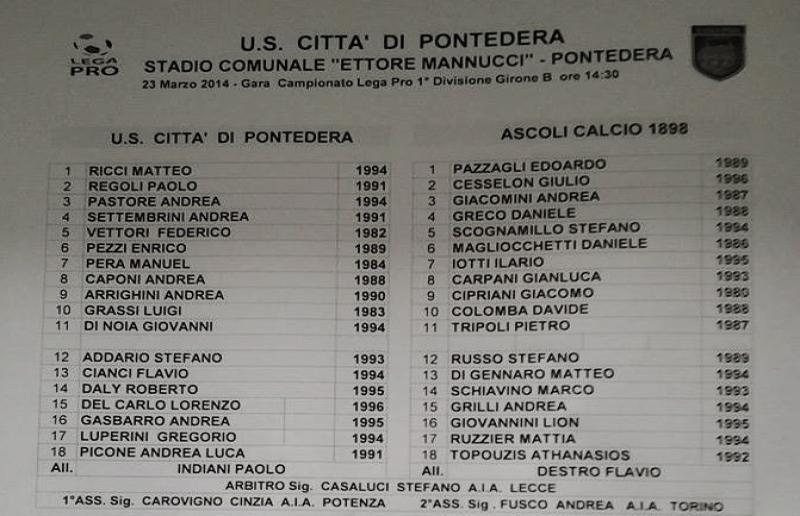 LEGA
PRO
U.S. CITTA' DI PONTEDERA
STADIO COMUNALE "ETTORE MANNUCCI" - PONTEDERA
23 Marzo 2014 - Gara Campionato Lega Pro 1° Divisione Girone B ore 14:30
U.S. CITTA' DI PONTEDERA
1 RICCI MATTEO 1994
2 REGOLI PAOLO 1991
3 PASTORE ANDREA 1994
4 SETTEMBRINI ANDREA 1991
5 VETTORI FEDERICO 1982
6 PEZZI ENRICO 1989
7 PERA MANUEL 1984
8 CAPONI ANDREA 1988
9 ARRIGHINI ANDREA 1990
10 GRASSI LUIGI 1983
11 DI NOIA GIOVANNI 1994
12 ADDARIO STEFANO 1993
13 CIANCI FLAVIO 1994
14 DALY ROBERTO 1995
15 DEL CARLO LORENZO 1996
16 GASBARRO ANDREA 1995
17 LUPERINI GREGORIO 1994
18 PICONE ANDREA LUCA 1991
All. INDIANI PAOLO
ASCOLI CALCIO 1898
1 PAZZAGLI EDOARDO 1989
2 CESSELON GIULIO 1996
3 GIACOMINI ANDREA 1987
4 GRECO DANIELE 1988
5 SCOGNAMILLO STEFANO 1994
6 MAGLIOCCHETTI DANIELE 1986
7 IOTTI ILARIO 1995
8 CARPANI GIANLUCA 1993
9 CIPRIANI GIACOMO 1980
10 COLOMBA DAVIDE 1988
11 TRIPOLI PIETRO 1987
12 RUSSO STEFANO 1989
13 DI GENNARO MATTEO 1994
14 SCHIAVINO MARCO 1993
15 GRILLI ANDREA 1994
16 GIOVANNINI LION 1995
17 RUZZIER MATTIA 1994
18 TOPOUZIS ATHANASIOS 1992
All. DESTRO FLAVIO
ARBITRO Sig. CASALUCI STEFANO A.I.A. LECCE
1°ASS. Sig. CAROVIGNO CINZIA A.I.A. POTENZA 2°ASS. Sig . FUSCO ANDREA A.I.A. TORINO